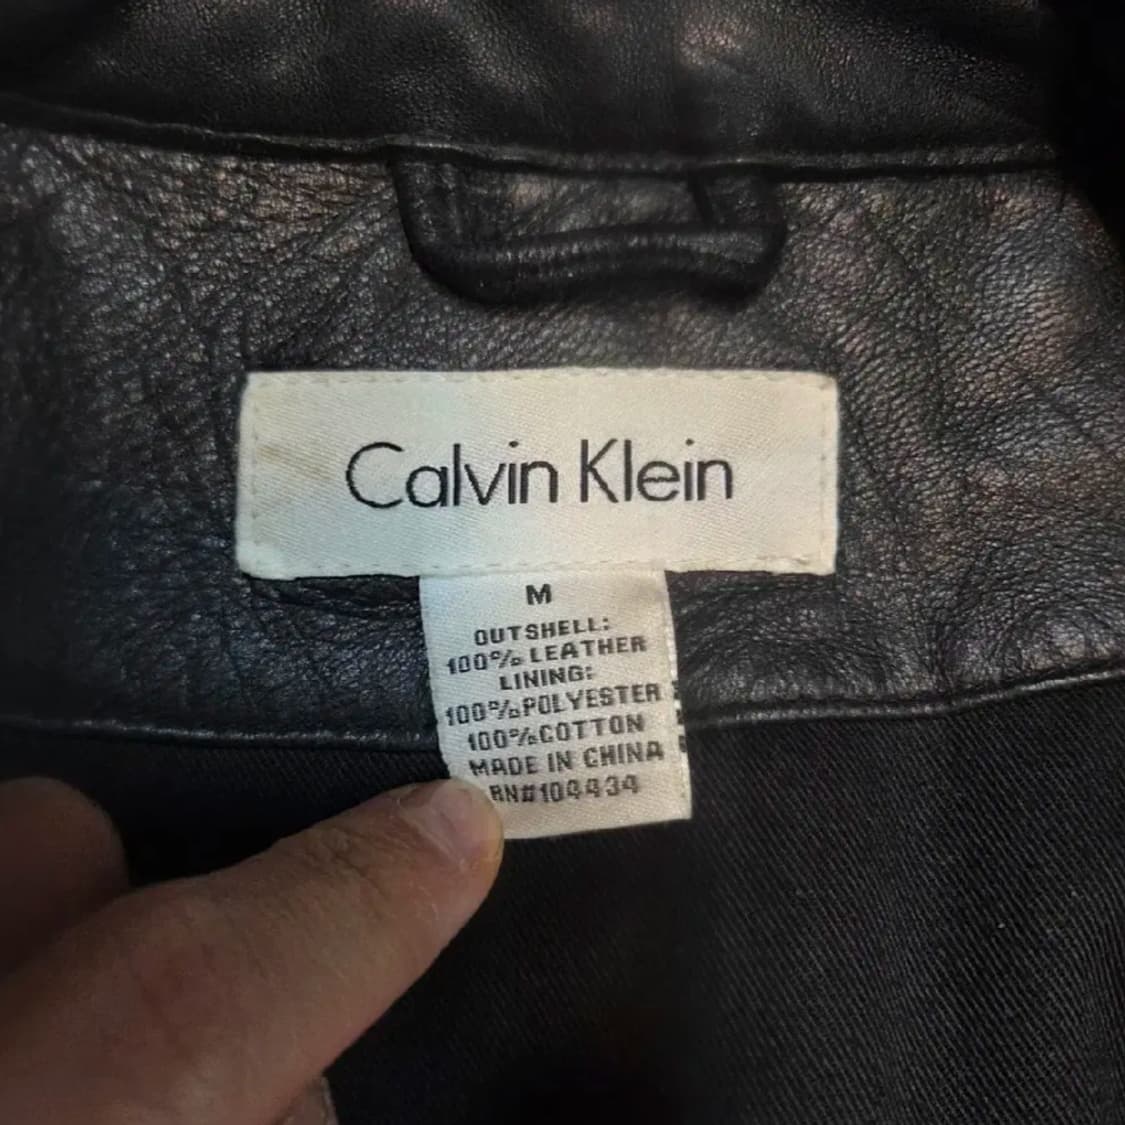 Calvin Klein
M
OUTSHELL:
100% LEATHER
LINING:
100%POLYESTER
100%COTTON
MADE IN CHINA
RN#104434